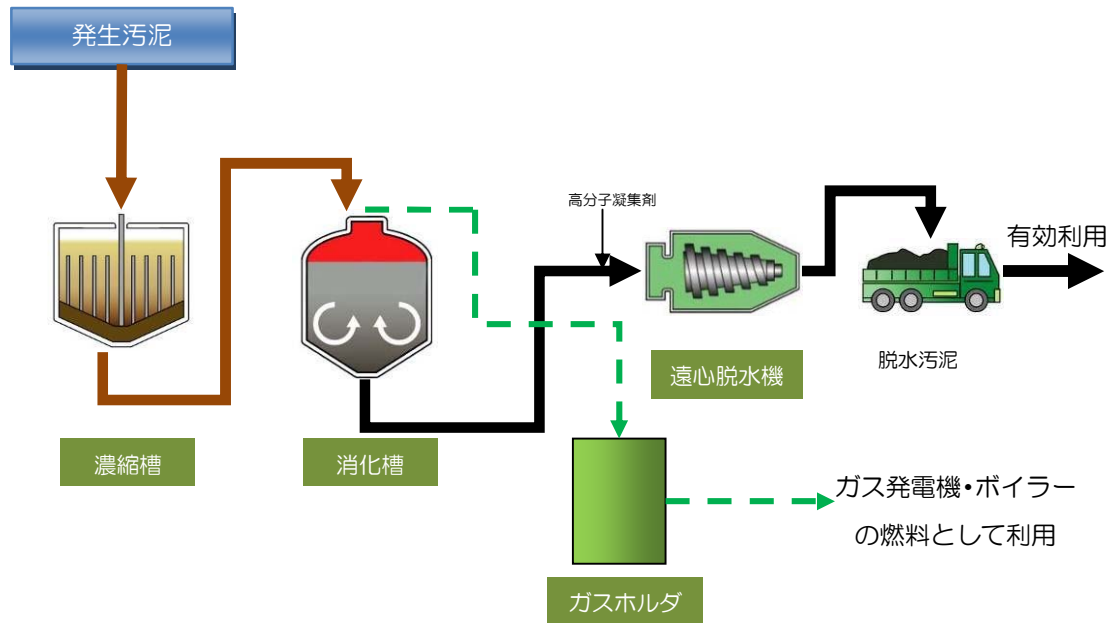 発生汚泥
高分子凝集剤
有効利用
遠心脱水機
脱水汚泥
濃縮槽
消化槽
ガス発電機・ボイラー
の燃料として利用
ガスホルダ